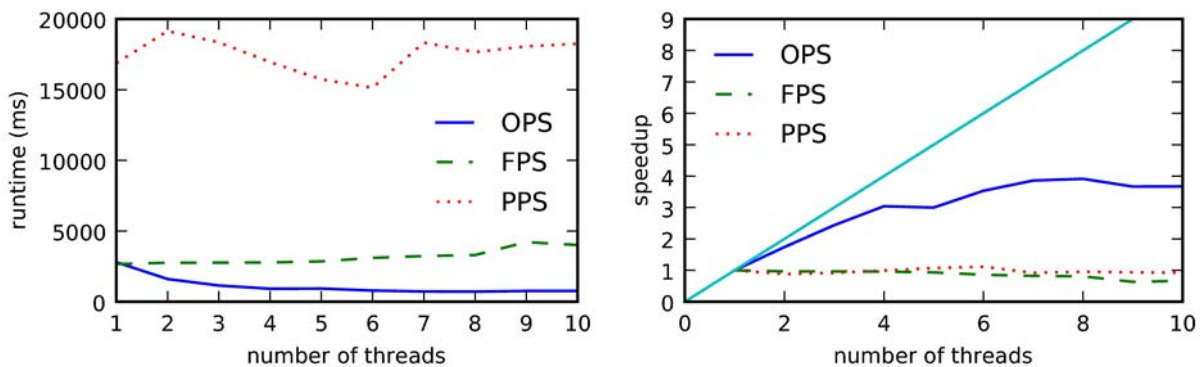 20000
15000
10000
5000
0
runtime (ms)
OPS
FPS
PPS
1 2 3 4 5 6 7 8 9 10
number of threads
9
8
7
6
5
4
3
2
1
0
speedup
OPS
FPS
PPS
0 2 4 6 8 10
number of threads